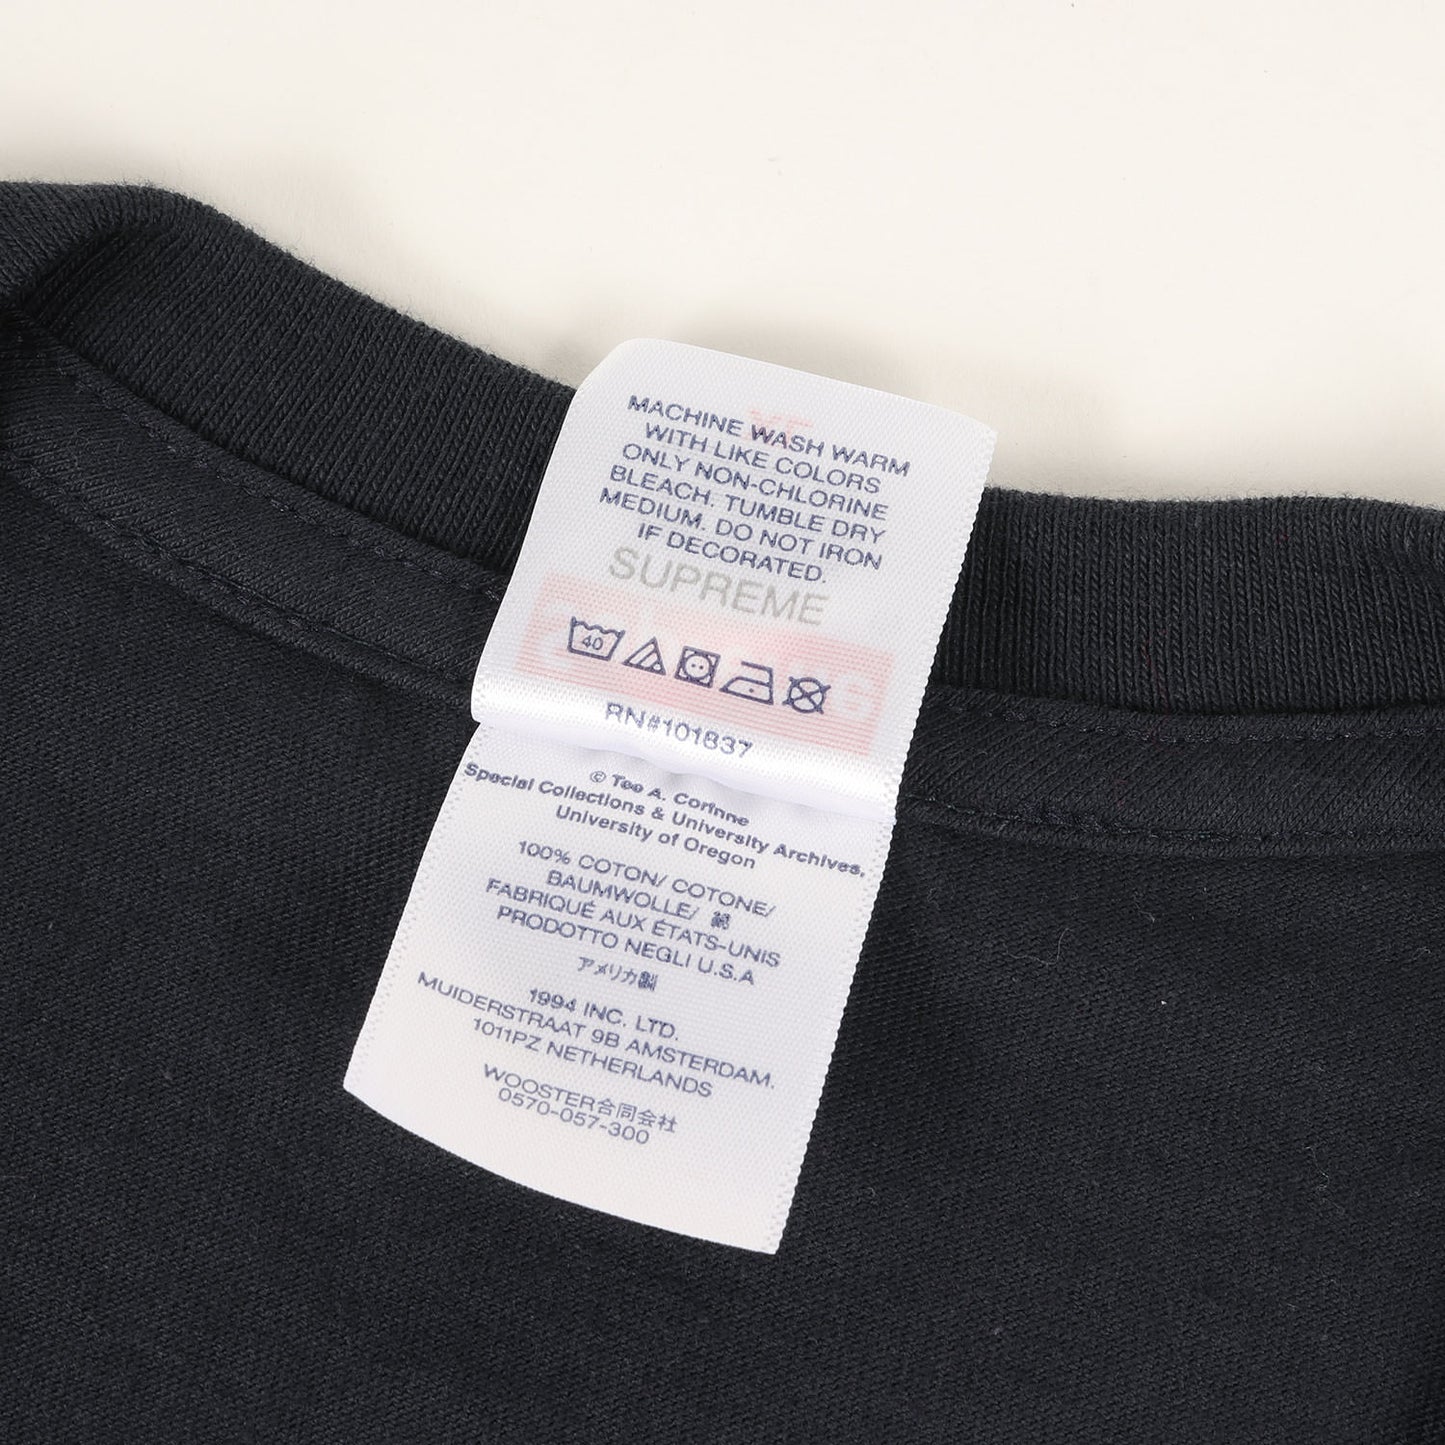 MACHINE WASH WARM
WITH LIKE COLORS
ONLY NON-CHLORINE
BLEACH. TUMBLE DRY
MEDIUM. DO NOT IRON
IF DECORATED.
SUPREME
40
RN#101837
© Tee A. Corinne
Special Collections & University Archives,
University of Oregon
100% COTON/ COTONE/
BAUMWOLLE/ 綿
FABRIQUÉ AUX ÉTATS-UNIS
PRODOTTO NEGLI U.S.A
アメリカ製
1994 INC. LTD.
MUIDERSTRAAT 9B AMSTERDAM.
1011PZ NETHERLANDS
WOOSTER合同会社
0570-057-300